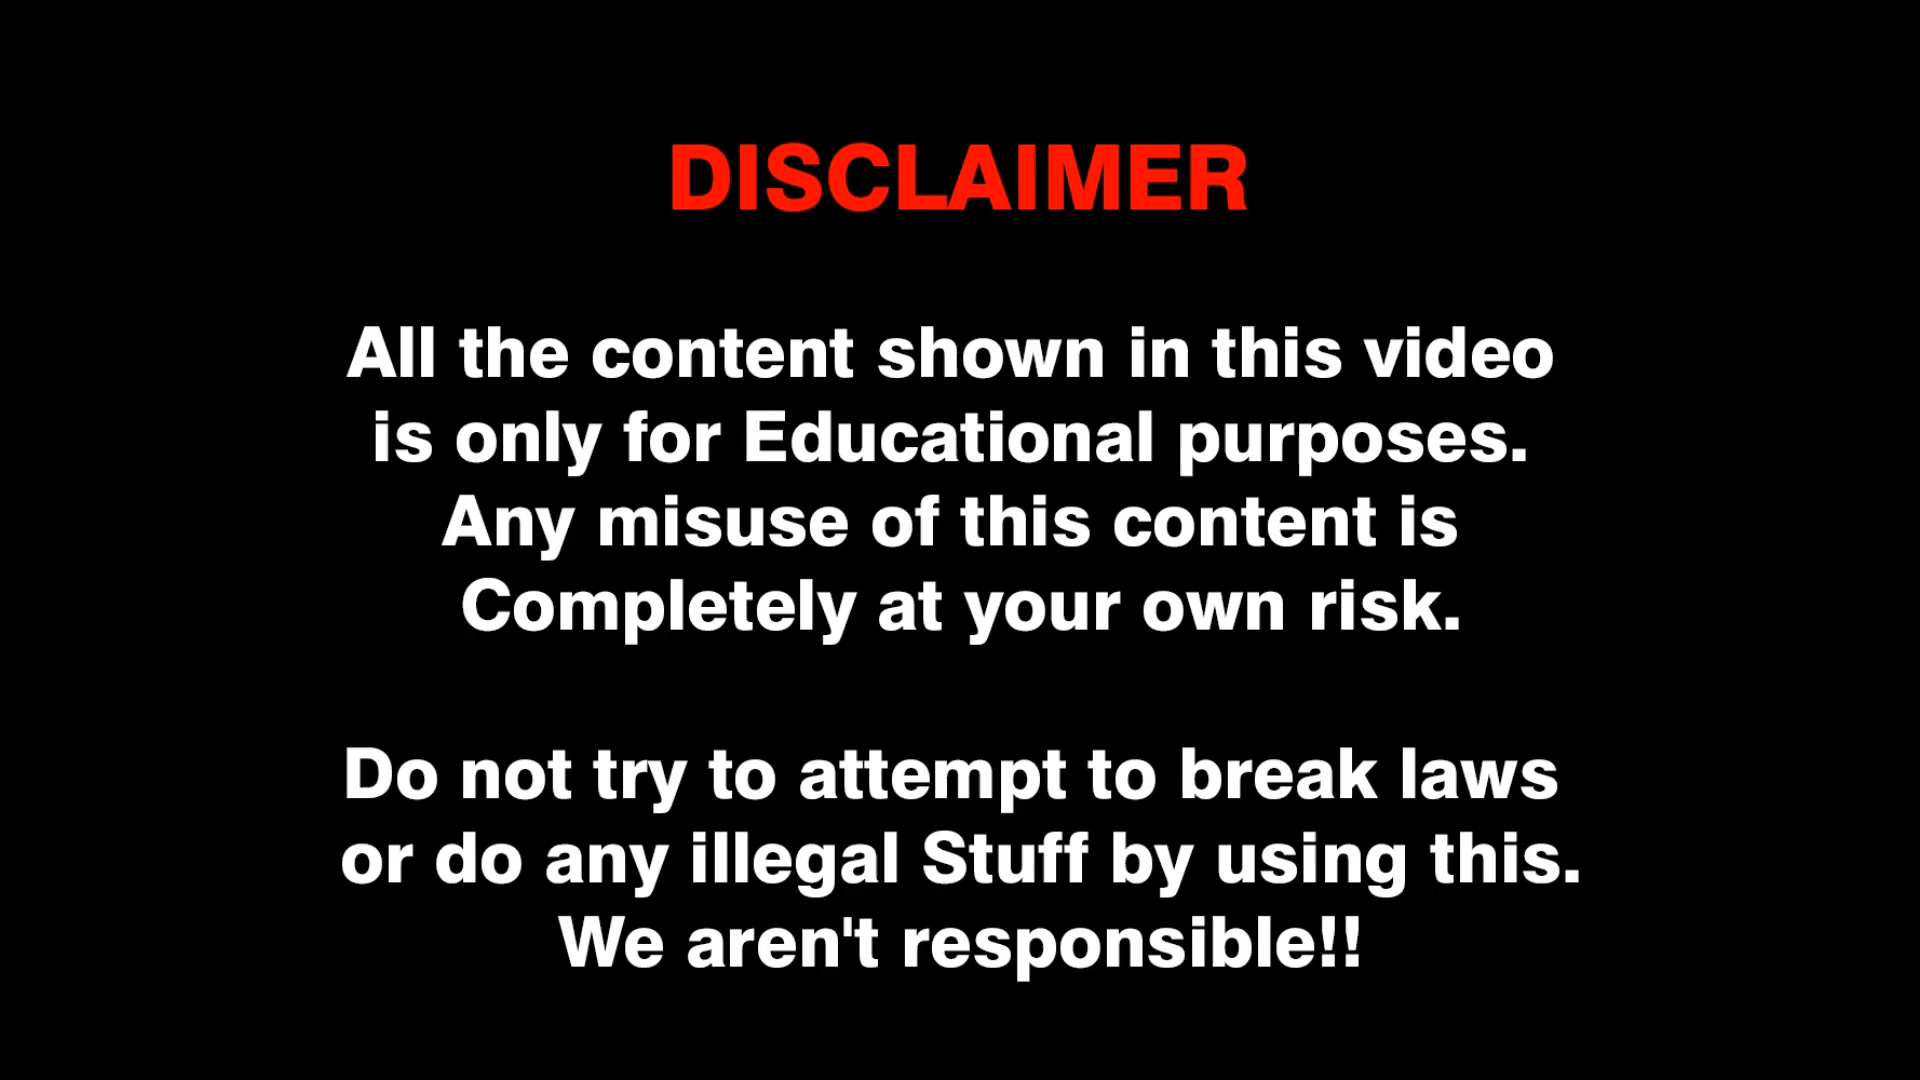 DISCLAIMER
All the content shown in this video
is only for Educational purposes.
Any misuse of this content is
Completely at your own risk.
Do not try to attempt to break laws
or do any illegal Stuff by using this.
We aren't responsible!!